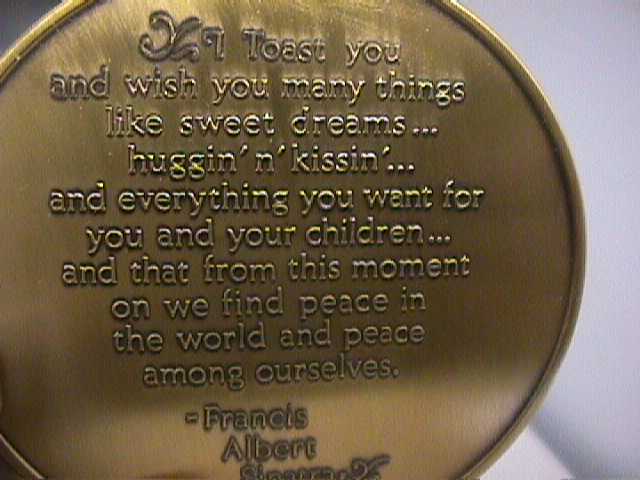 I Toast you
and wish you many things
like sweet dreams...
huggin' n' kissin'...
and everything you want for
you and your children...
and that from this moment
on we find peace in
the world and peace
among ourselves.
-Francis
Albert
Sinatra-